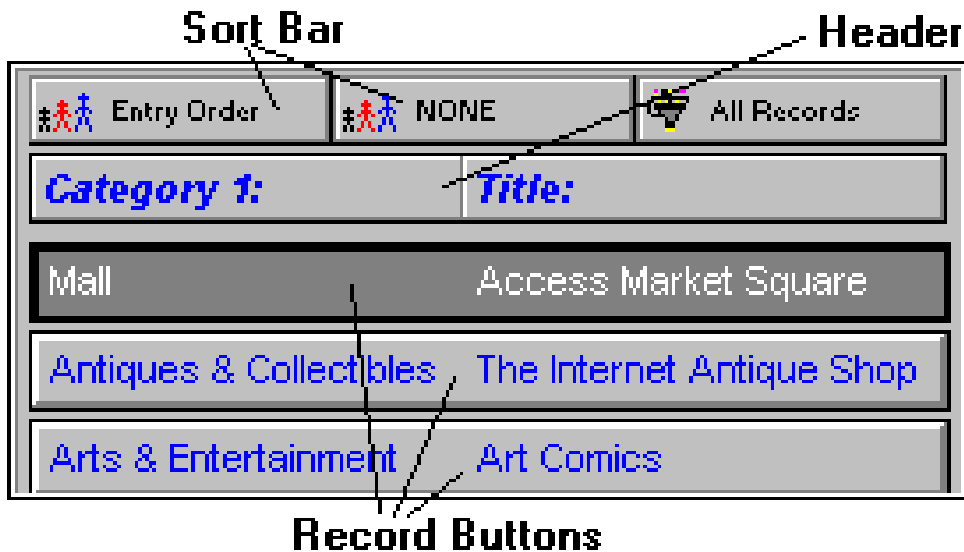 Sort Bar Header
Entry Order NONE All Records
Category 1: Title:
Mall Access Market Square
Antiques & Collectibles The Internet Antique Shop
Arts & Entertainment Art Comics
Record Buttons